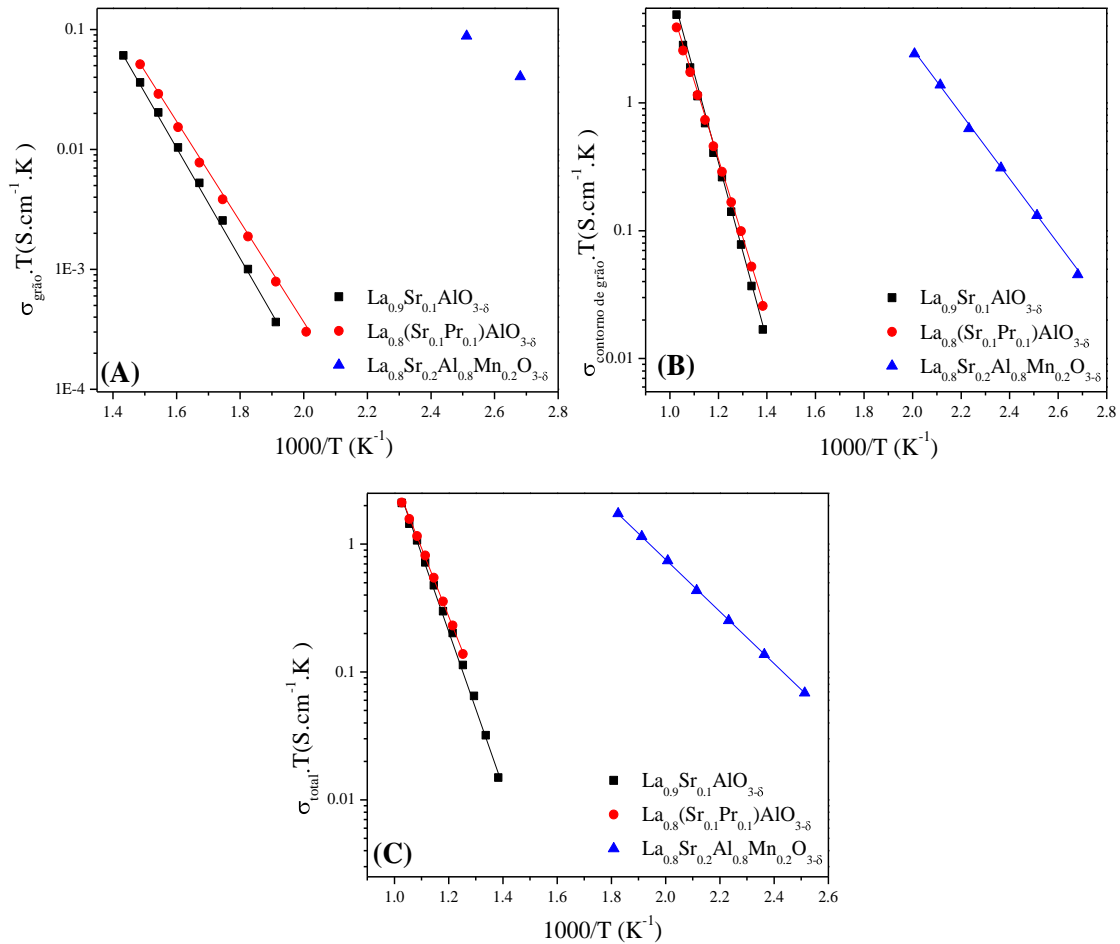 0.1
0.01
1E-3
1E-4
σgrão.T(S.cm-1.K)
La0.9Sr0.1AlO3-δ
La0.8(Sr0.1Pr0.1)AlO3-δ
La0.8Sr0.2Al0.8Mn0.2O3-δ
(A)
1.4 1.6 1.8 2.0 2.2 2.4 2.6 2.8
1000/T (K-1)
1
0.1
0.01
σcontorno de grão.T(S.cm-1.K)
La0.9Sr0.1AlO3-δ
La0.8(Sr0.1Pr0.1)AlO3-δ
La0.8Sr0.2Al0.8Mn0.2O3-δ
(B)
1.0 1.2 1.4 1.6 1.8 2.0 2.2 2.4 2.6 2.8
1000/T (K-1)
1
0.1
0.01
σtotal.T(S.cm-1.K)
La0.9Sr0.1AlO3-δ
La0.8(Sr0.1Pr0.1)AlO3-δ
La0.8Sr0.2Al0.8Mn0.2O3-δ
(C)
1.0 1.2 1.4 1.6 1.8 2.0 2.2 2.4 2.6
1000/T (K-1)